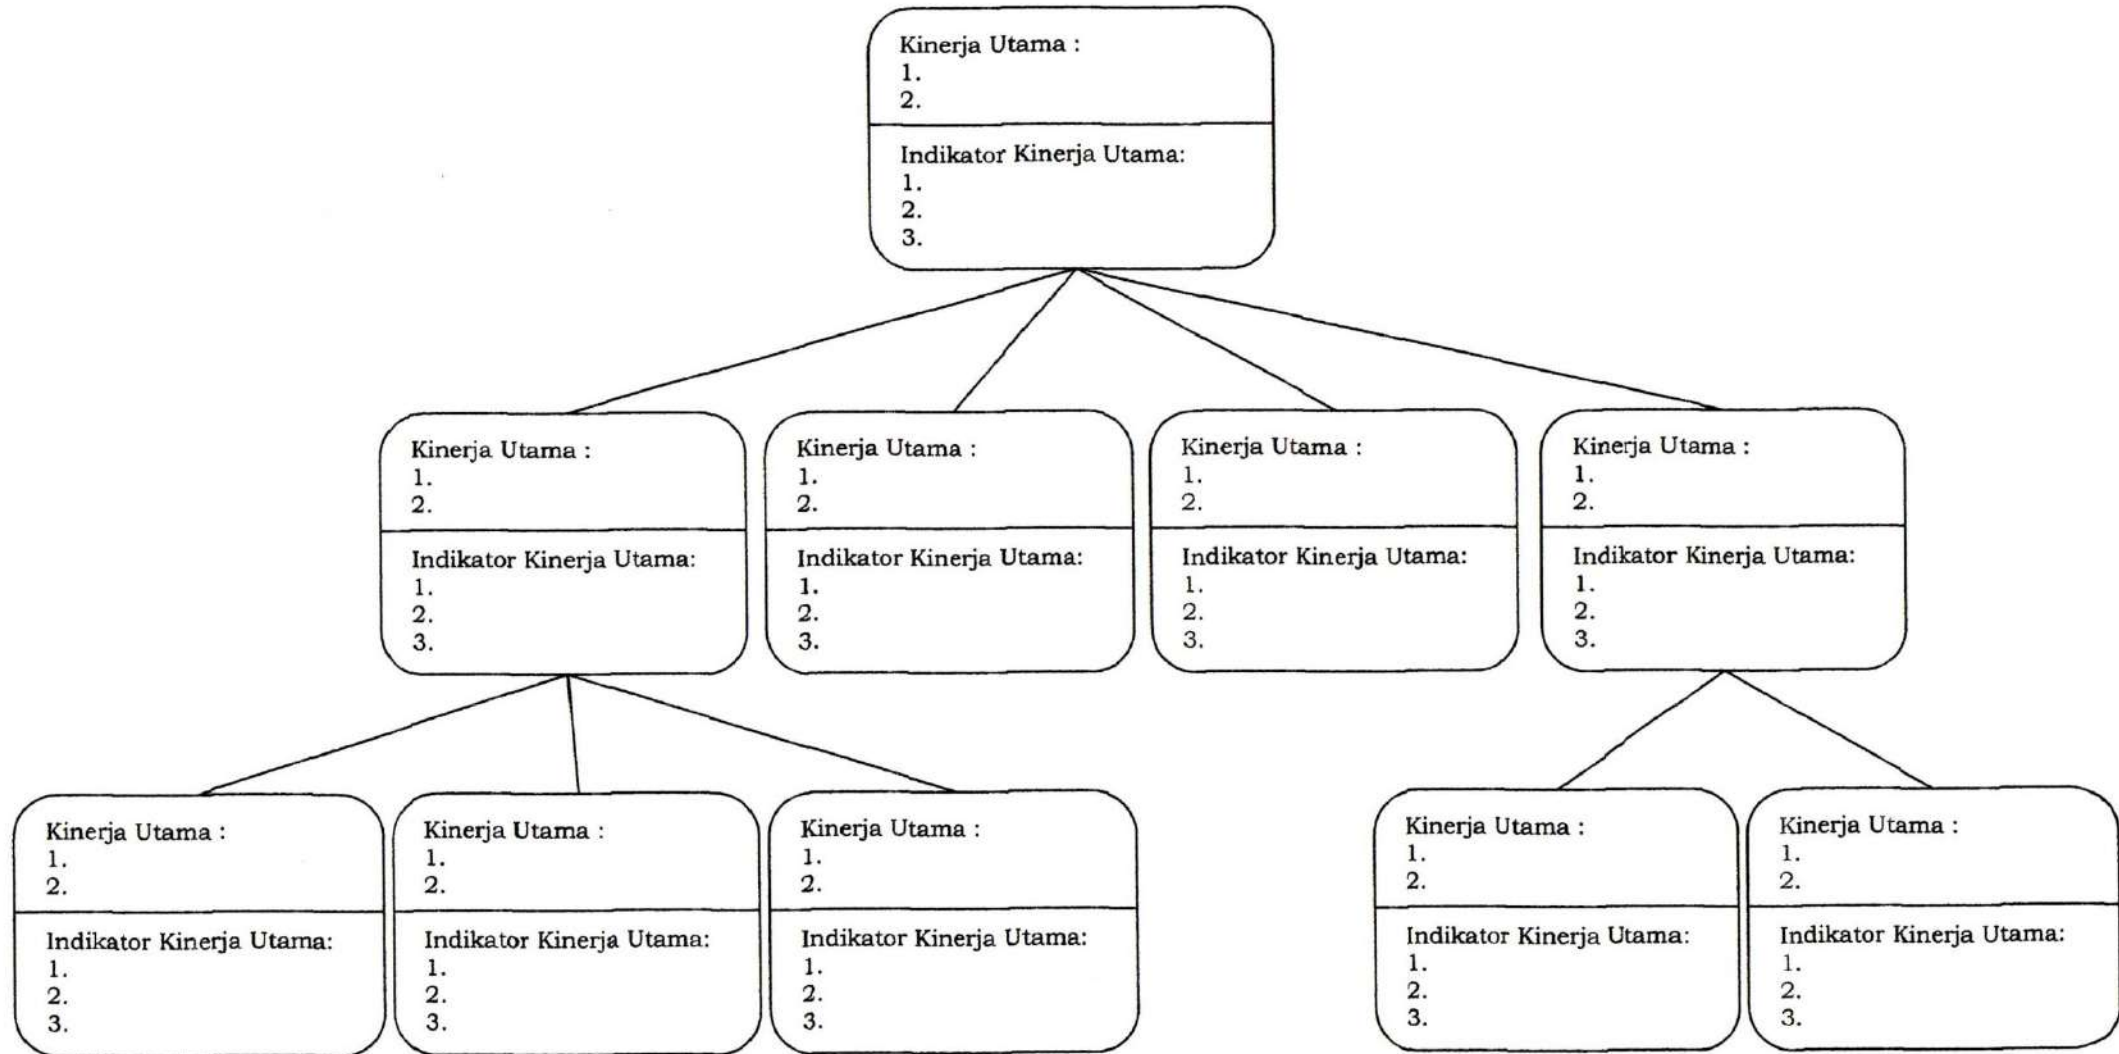 Kinerja Utama :
1.
2.
Indikator Kinerja Utama:
1.
2.
3.
Kinerja Utama :
1.
2.
Indikator Kinerja Utama:
1.
2.
3.
Kinerja Utama :
1.
2.
Indikator Kinerja Utama:
1.
2.
3.
Kinerja Utama :
1.
2.
Indikator Kinerja Utama:
1.
2.
3.
Kinerja Utama :
1.
2.
Indikator Kinerja Utama:
1.
2.
3.
Kinerja Utama :
1.
2.
Indikator Kinerja Utama:
1.
2.
3.
Kinerja Utama :
1.
2.
Indikator Kinerja Utama:
1.
2.
3.
Kinerja Utama :
1.
2.
Indikator Kinerja Utama:
1.
2.
3.
Kinerja Utama :
1.
2.
Indikator Kinerja Utama:
1.
2.
3.
Kinerja Utama :
1.
2.
Indikator Kinerja Utama:
1.
2.
3.